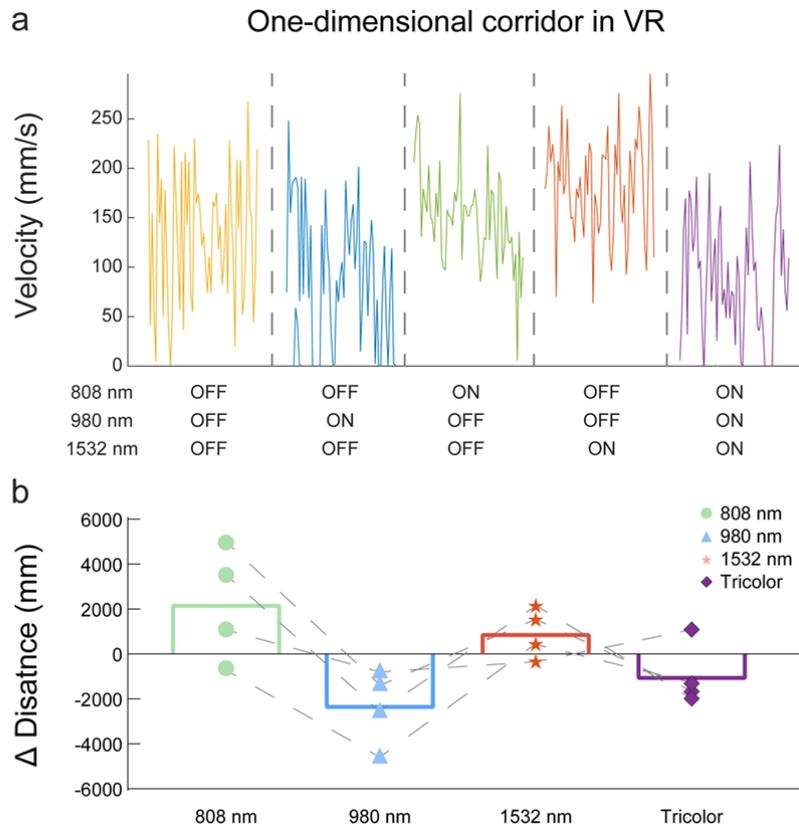 a
One-dimensional corridor in VR
Velocity (mm/s)
250
200
150
100
50
0
808 nm OFF OFF ON OFF ON
980 nm OFF ON OFF OFF ON
1532 nm OFF OFF OFF ON ON
b
Δ Disatnce (mm)
6000
4000
2000
0
-2000
-4000
-6000
808 nm
980 nm
1532 nm
Tricolor
808 nm 980 nm 1532 nm Tricolor